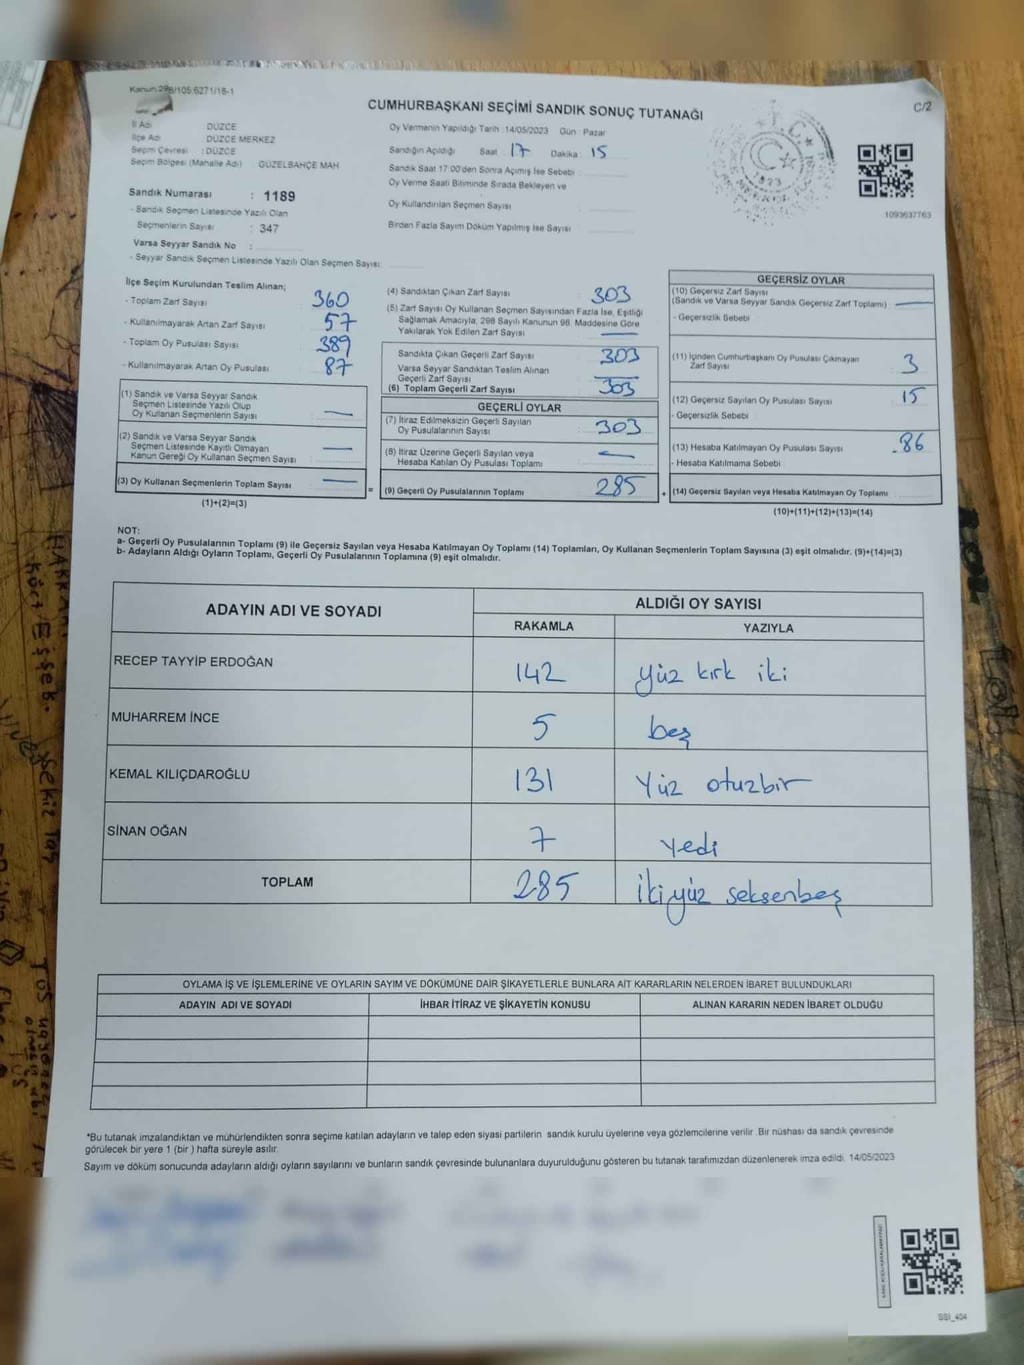 Kanun:298/105:6271/18-1
CUMHURBAŞKANI SEÇİMİ SANDIK SONUÇ TUTANAĞI
C/2
İl Adı : DÜZCE
İlçe Adı : DÜZCE MERKEZ
Seçim Çevresi : DÜZCE
Seçim Bölgesi (Mahalle Adı) GÜZELBAHÇE MAH
Sandık Numarası : 1189
- Sandık Seçmen Listesinde Yazılı Olan
Seçmenlerin Sayısı : 347
Varsa Seyyar Sandık No :
- Seyyar Sandık Seçmen Listesinde Yazılı Olan Seçmen Sayısı:
Oy Vermenin Yapıldığı Tarih :14/05/2023 Gün Pazar
Sandığın Açıldığı Saat 17 Dakika 15
Sandık Saat 17:00'den Sonra Açımış İse Sebebi :
Oy Verme Saati Bitiminde Sırada Bekleyen ve
Oy Kullandırılan Seçmen Sayısı :
Birden Fazla Sayım Döküm Yapılmış İse Sayısı :
T.C.
1923
1093637763
İlçe Seçim Kurulundan Teslim Alınan;
- Toplam Zarf Sayısı 360
- Kullanılmayarak Artan Zarf Sayısı 57
- Toplam Oy Pusulası Sayısı 389
- Kullanılmayarak Artan Oy Pusulası 87
(1) Sandık ve Varsa Seyyar Sandık
Seçmen Listesinde Yazılı Olup
Oy Kullanan Seçmenlerin Sayısı : —
(2) Sandık ve Varsa Seyyar Sandık
Seçmen Listesinde Kayıtlı Olmayan
Kanun Gereği Oy Kullanan Seçmen Sayısı : —
(3) Oy Kullanan Seçmenlerin Toplam Sayısı : —
(1)+(2)=(3)
=
(4) Sandıktan Çıkan Zarf Sayısı : 303
(5) Zarf Sayısı Oy Kullanan Seçmen Sayısından Fazla İse, Eşitliği
Sağlamak Amacıyla, 298 Sayılı Kanunun 98. Maddesine Göre
Yakılarak Yok Edilen Zarf Sayısı : —
Sandıkta Çıkan Geçerli Zarf Sayısı 303
Varsa Seyyar Sandıktan Teslim Alınan
Geçerli Zarf Sayısı —
(6) Toplam Geçerli Zarf Sayısı 303
GEÇERLİ OYLAR
(7) İtiraz Edilmeksizin Geçerli Sayılan
Oy Pusulalarının Sayısı : 303
(8) İtiraz Üzerine Geçerli Sayılan veya
Hesaba Katılan Oy Pusulası Toplamı : —
(9) Geçerli Oy Pusulalarının Toplamı : 285
+
GEÇERSİZ OYLAR
(10) Geçersiz Zarf Sayısı
(Sandık ve Varsa Seyyar Sandık Geçersiz Zarf Toplamı) : —
- Geçersizlik Sebebi
(11) İçinden Cumhurbaşkanı Oy Pusulası Çıkmayan
Zarf Sayısı : 3
(12) Geçersiz Sayılan Oy Pusulası Sayısı : 15
- Geçersizlik Sebebi
(13) Hesaba Katılmayan Oy Pusulası Sayısı : 86
- Hesaba Katılmama Sebebi
(14) Geçersiz Sayılan veya Hesaba Katılmayan Oy Toplamı
(10)+(11)+(12)+(13)=(14)
NOT:
a- Geçerli Oy Pusulalarının Toplamı (9) ile Geçersiz Sayılan veya Hesaba Katılmayan Oy Toplamı (14) Toplamları, Oy Kullanan Seçmenlerin Toplam Sayısına (3) eşit olmalıdır. (9)+(14)=(3)
b- Adayların Aldığı Oyların Toplamı, Geçerli Oy Pusulalarının Toplamına (9) eşit olmalıdır.
ADAYIN ADI VE SOYADI ALDIĞI OY SAYISI
RAKAMLA YAZIYLA
RECEP TAYYİP ERDOĞAN 142 yüz kırk iki
MUHARREM İNCE 5 beş
KEMAL KILIÇDAROĞLU 131 Yüz otuzbir
SİNAN OĞAN 7 yedi
TOPLAM 285 ikiyüz seksenbeş
OYLAMA İŞ VE İŞLEMLERİNE VE OYLARIN SAYIM VE DÖKÜMÜNE DAİR ŞİKAYETLERLE BUNLARA AİT KARARLARIN NELERDEN İBARET BULUNDUKLARI
ADAYIN ADI VE SOYADI İHBAR İTİRAZ VE ŞİKAYETİN KONUSU ALINAN KARARIN NEDEN İBARET OLDUĞU
*Bu tutanak imzalandıktan ve mühürlendikten sonra seçime katılan adayların ve talep eden siyasi partilerin sandık kurulu üyelerine veya gözlemcilerine verilir .Bir nüshası da sandık çevresinde
görülecek bir yere 1 (bir ) hafta süreyle asılır.
Sayım ve döküm sonucunda adayların aldığı oyların sayılarını ve bunların sandık çevresinde bulunanlara duyurulduğunu gösteren bu tutanak tarafımızdan düzenlenerek imza edildi. 14/05/2023
SSI_404